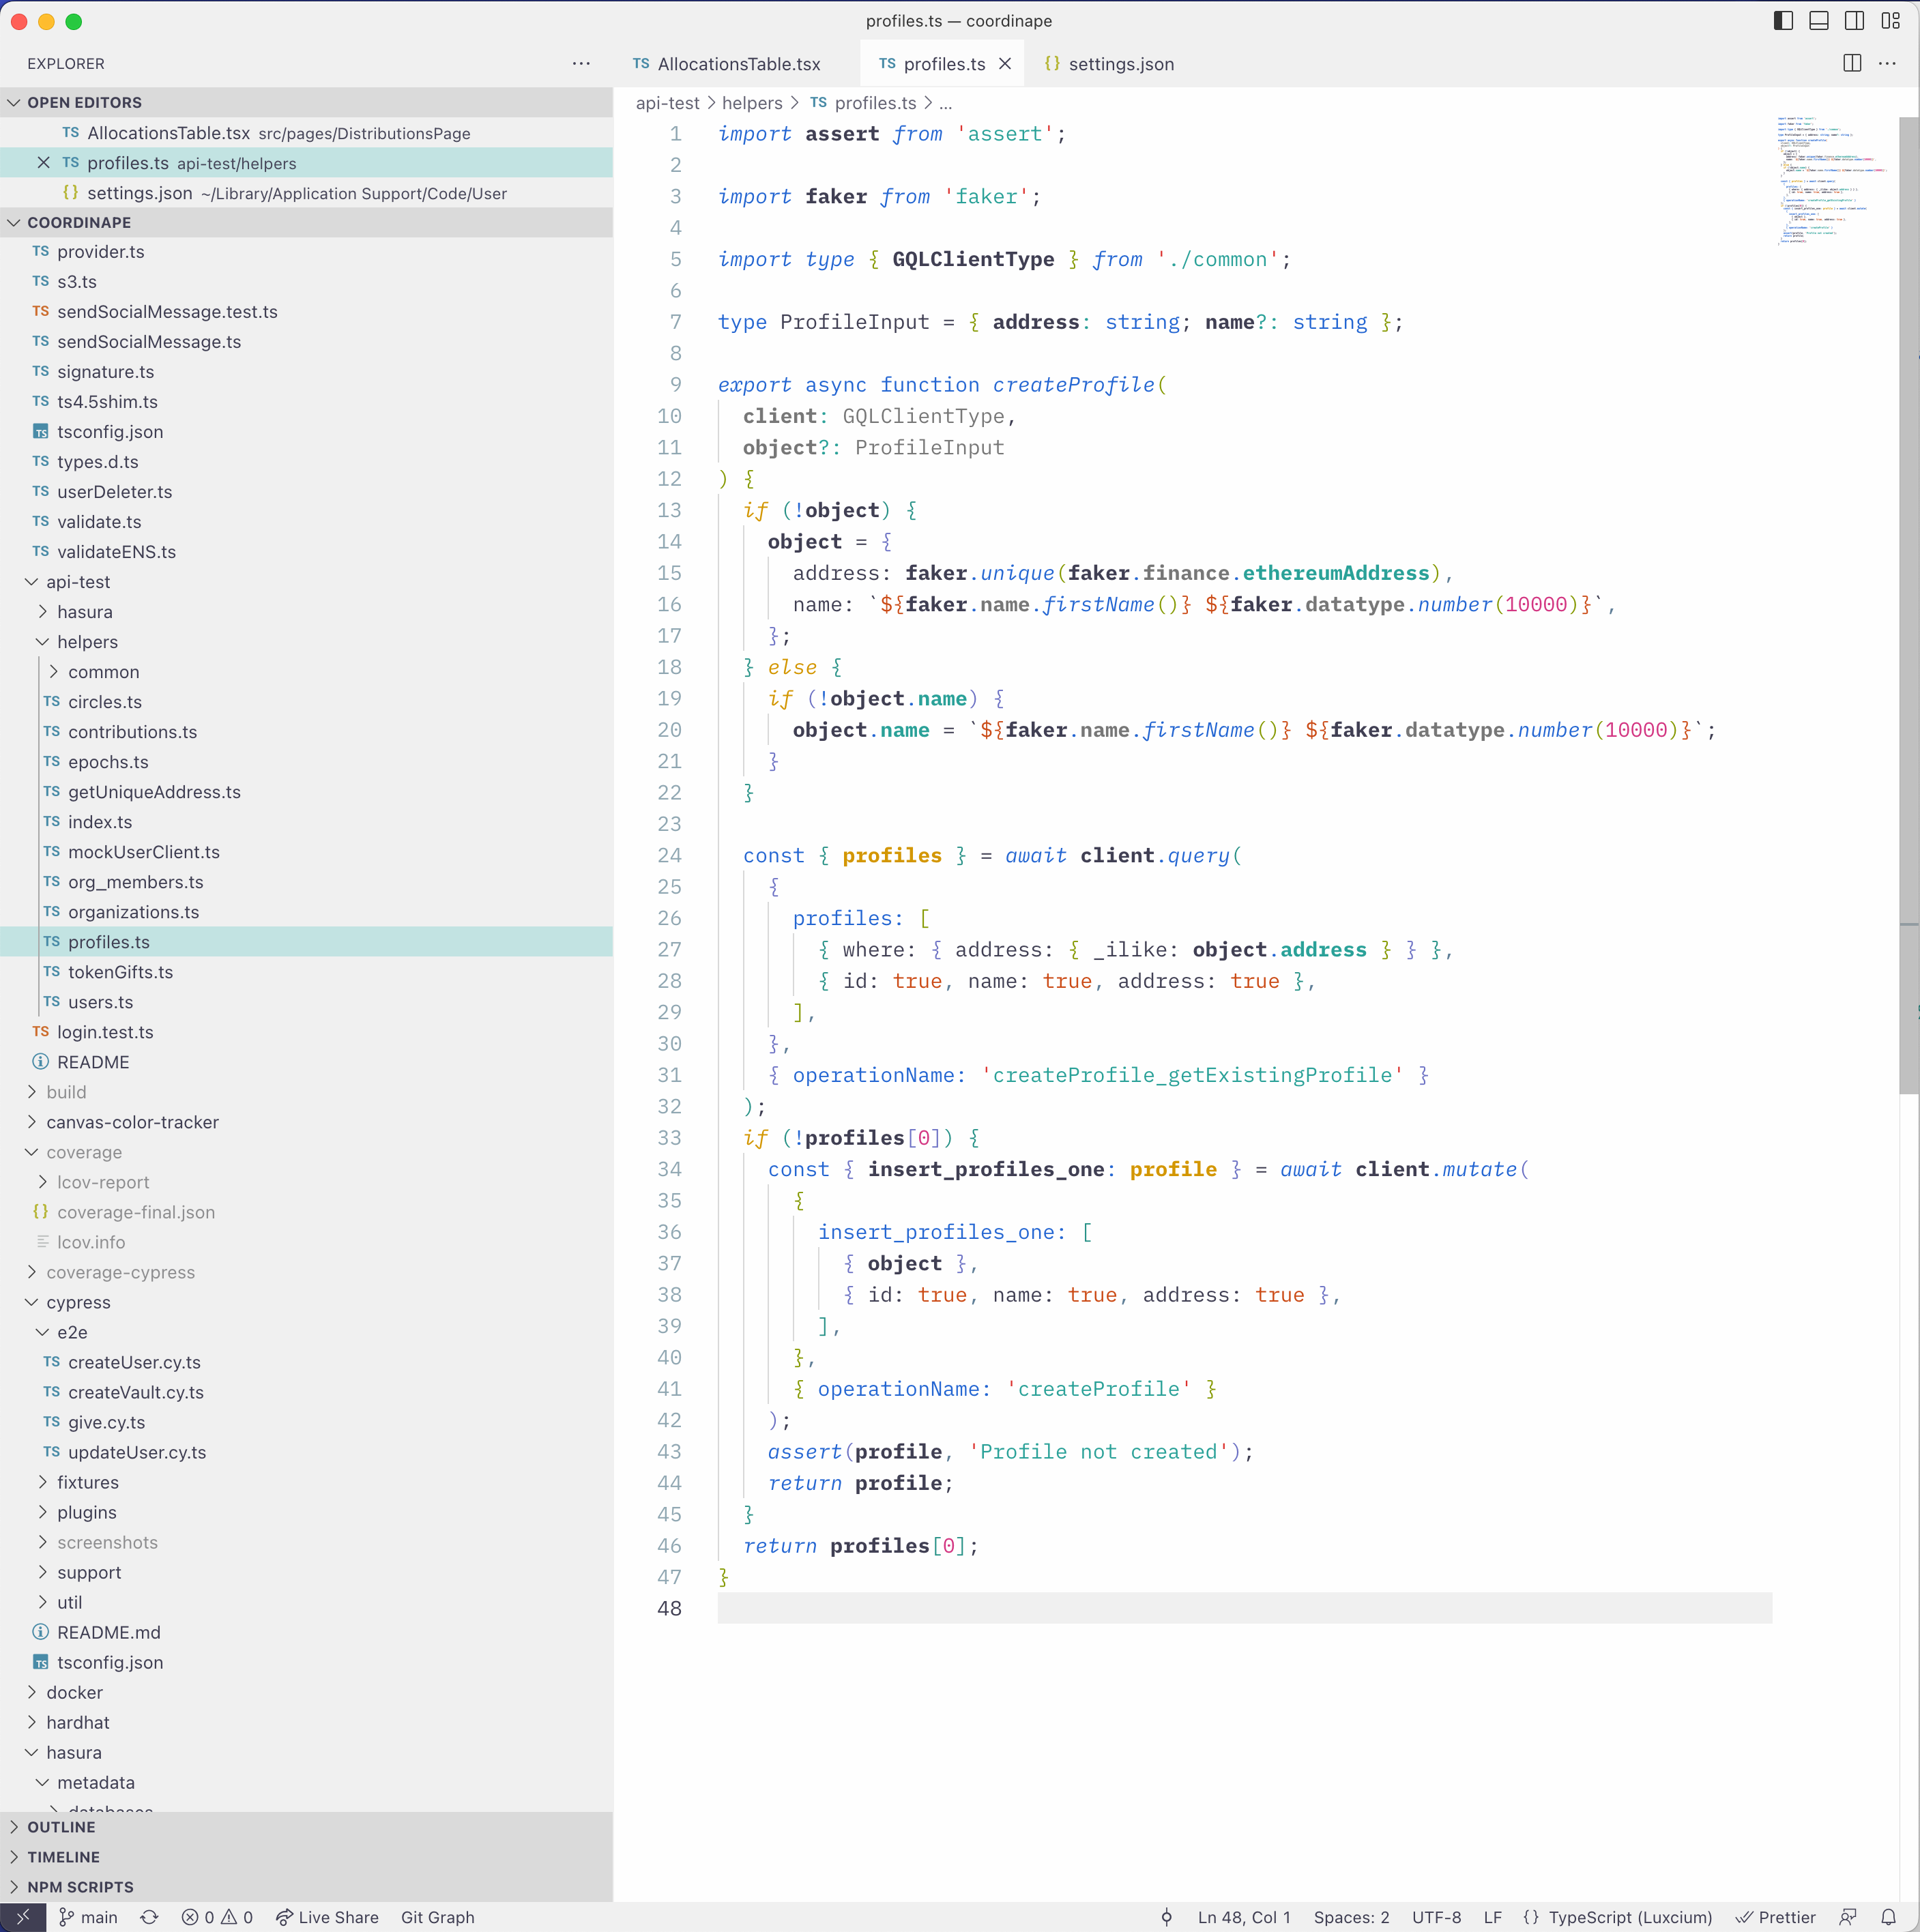 profiles.ts — coordinape
EXPLORER
OPEN EDITORS
TS AllocationsTable.tsx src/pages/DistributionsPage
TS profiles.ts api-test/helpers
{} settings.json ~/Library/Application Support/Code/User
COORDINAPE
TS provider.ts
TS s3.ts
TS sendSocialMessage.test.ts
TS sendSocialMessage.ts
TS signature.ts
TS ts4.5shim.ts
TS tsconfig.json
TS types.d.ts
TS userDeleter.ts
TS validate.ts
TS validateENS.ts
api-test
hasura
helpers
common
TS circles.ts
TS contributions.ts
TS epochs.ts
TS getUniqueAddress.ts
TS index.ts
TS mockUserClient.ts
TS org_members.ts
TS organizations.ts
TS profiles.ts
TS tokenGifts.ts
TS users.ts
TS login.test.ts
README
build
canvas-color-tracker
coverage
lcov-report
{} coverage-final.json
lcov.info
coverage-cypress
cypress
e2e
TS createUser.cy.ts
TS createVault.cy.ts
TS give.cy.ts
TS updateUser.cy.ts
fixtures
plugins
screenshots
support
util
README.md
TS tsconfig.json
docker
hardhat
hasura
metadata
databases
OUTLINE
TIMELINE
NPM SCRIPTS
TS AllocationsTable.tsx
TS profiles.ts
{} settings.json
api-test > helpers > TS profiles.ts > ...
1 import assert from 'assert';
2
3 import faker from 'faker';
4
5 import type { GQLClientType } from './common';
6
7 type ProfileInput = { address: string; name?: string };
8
9 export async function createProfile(
10 client: GQLClientType,
11 object?: ProfileInput
12 ) {
13 if (!object) {
14 object = {
15 address: faker.unique(faker.finance.ethereumAddress),
16 name: `${faker.name.firstName()} ${faker.datatype.number(10000)}`,
17 };
18 } else {
19 if (!object.name) {
20 object.name = `${faker.name.firstName()} ${faker.datatype.number(10000)}`;
21 }
22 }
23
24 const { profiles } = await client.query(
25 {
26 profiles: [
27 { where: { address: { _ilike: object.address } } },
28 { id: true, name: true, address: true },
29 ],
30 },
31 { operationName: 'createProfile_getExistingProfile' }
32 );
33 if (!profiles[0]) {
34 const { insert_profiles_one: profile } = await client.mutate(
35 {
36 insert_profiles_one: [
37 { object },
38 { id: true, name: true, address: true },
39 ],
40 },
41 { operationName: 'createProfile' }
42 );
43 assert(profile, 'Profile not created');
44 return profile;
45 }
46 return profiles[0];
47 }
48
main
0 0
Live Share
Git Graph
Ln 48, Col 1
Spaces: 2
UTF-8
LF
{} TypeScript (Luxcium)
Prettier